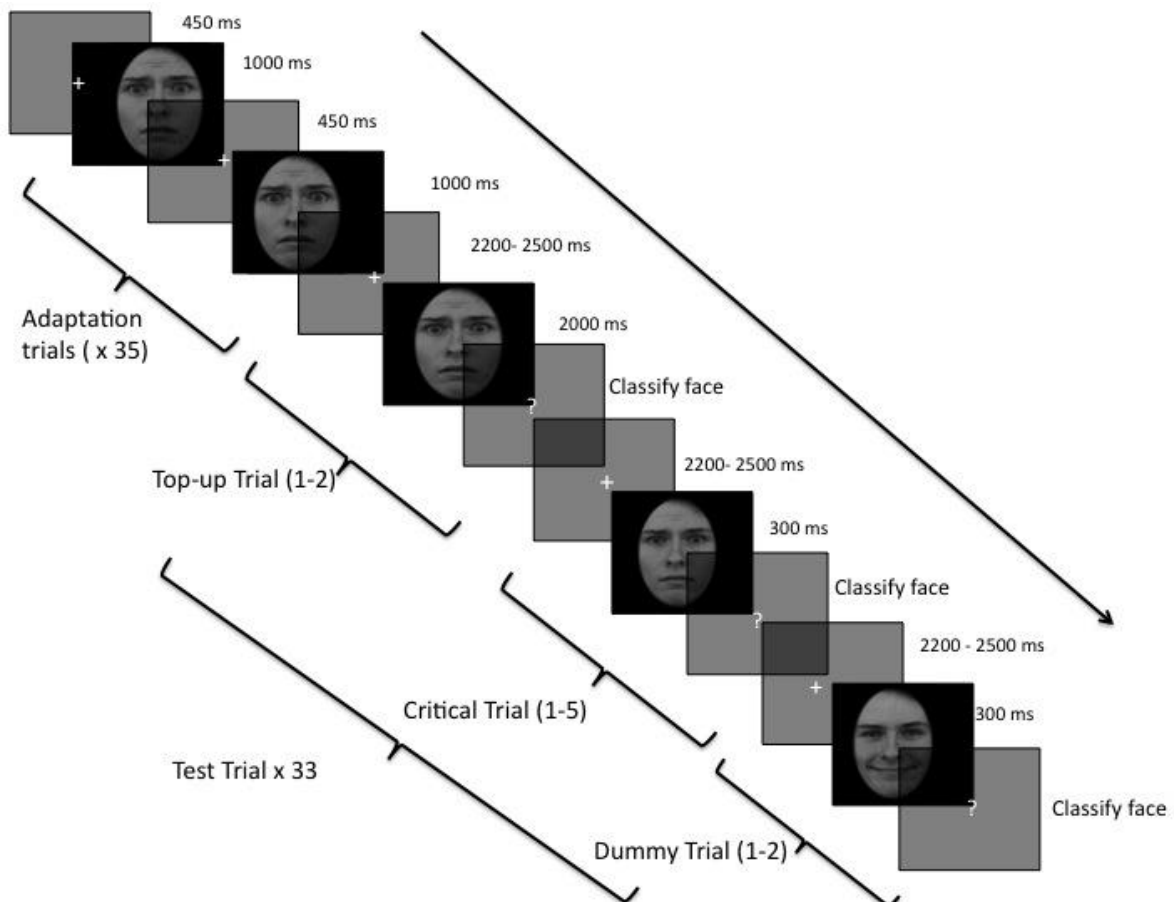 450 ms
+
1000 ms
+
450 ms
1000 ms
+
2200- 2500 ms
Adaptation
trials ( x 35)
2000 ms
Classify face
?
Top-up Trial (1-2)
2200- 2500 ms
+
300 ms
Classify face
?
2200 - 2500 ms
+
Critical Trial (1-5)
300 ms
Test Trial x 33
?
Classify face
Dummy Trial (1-2)